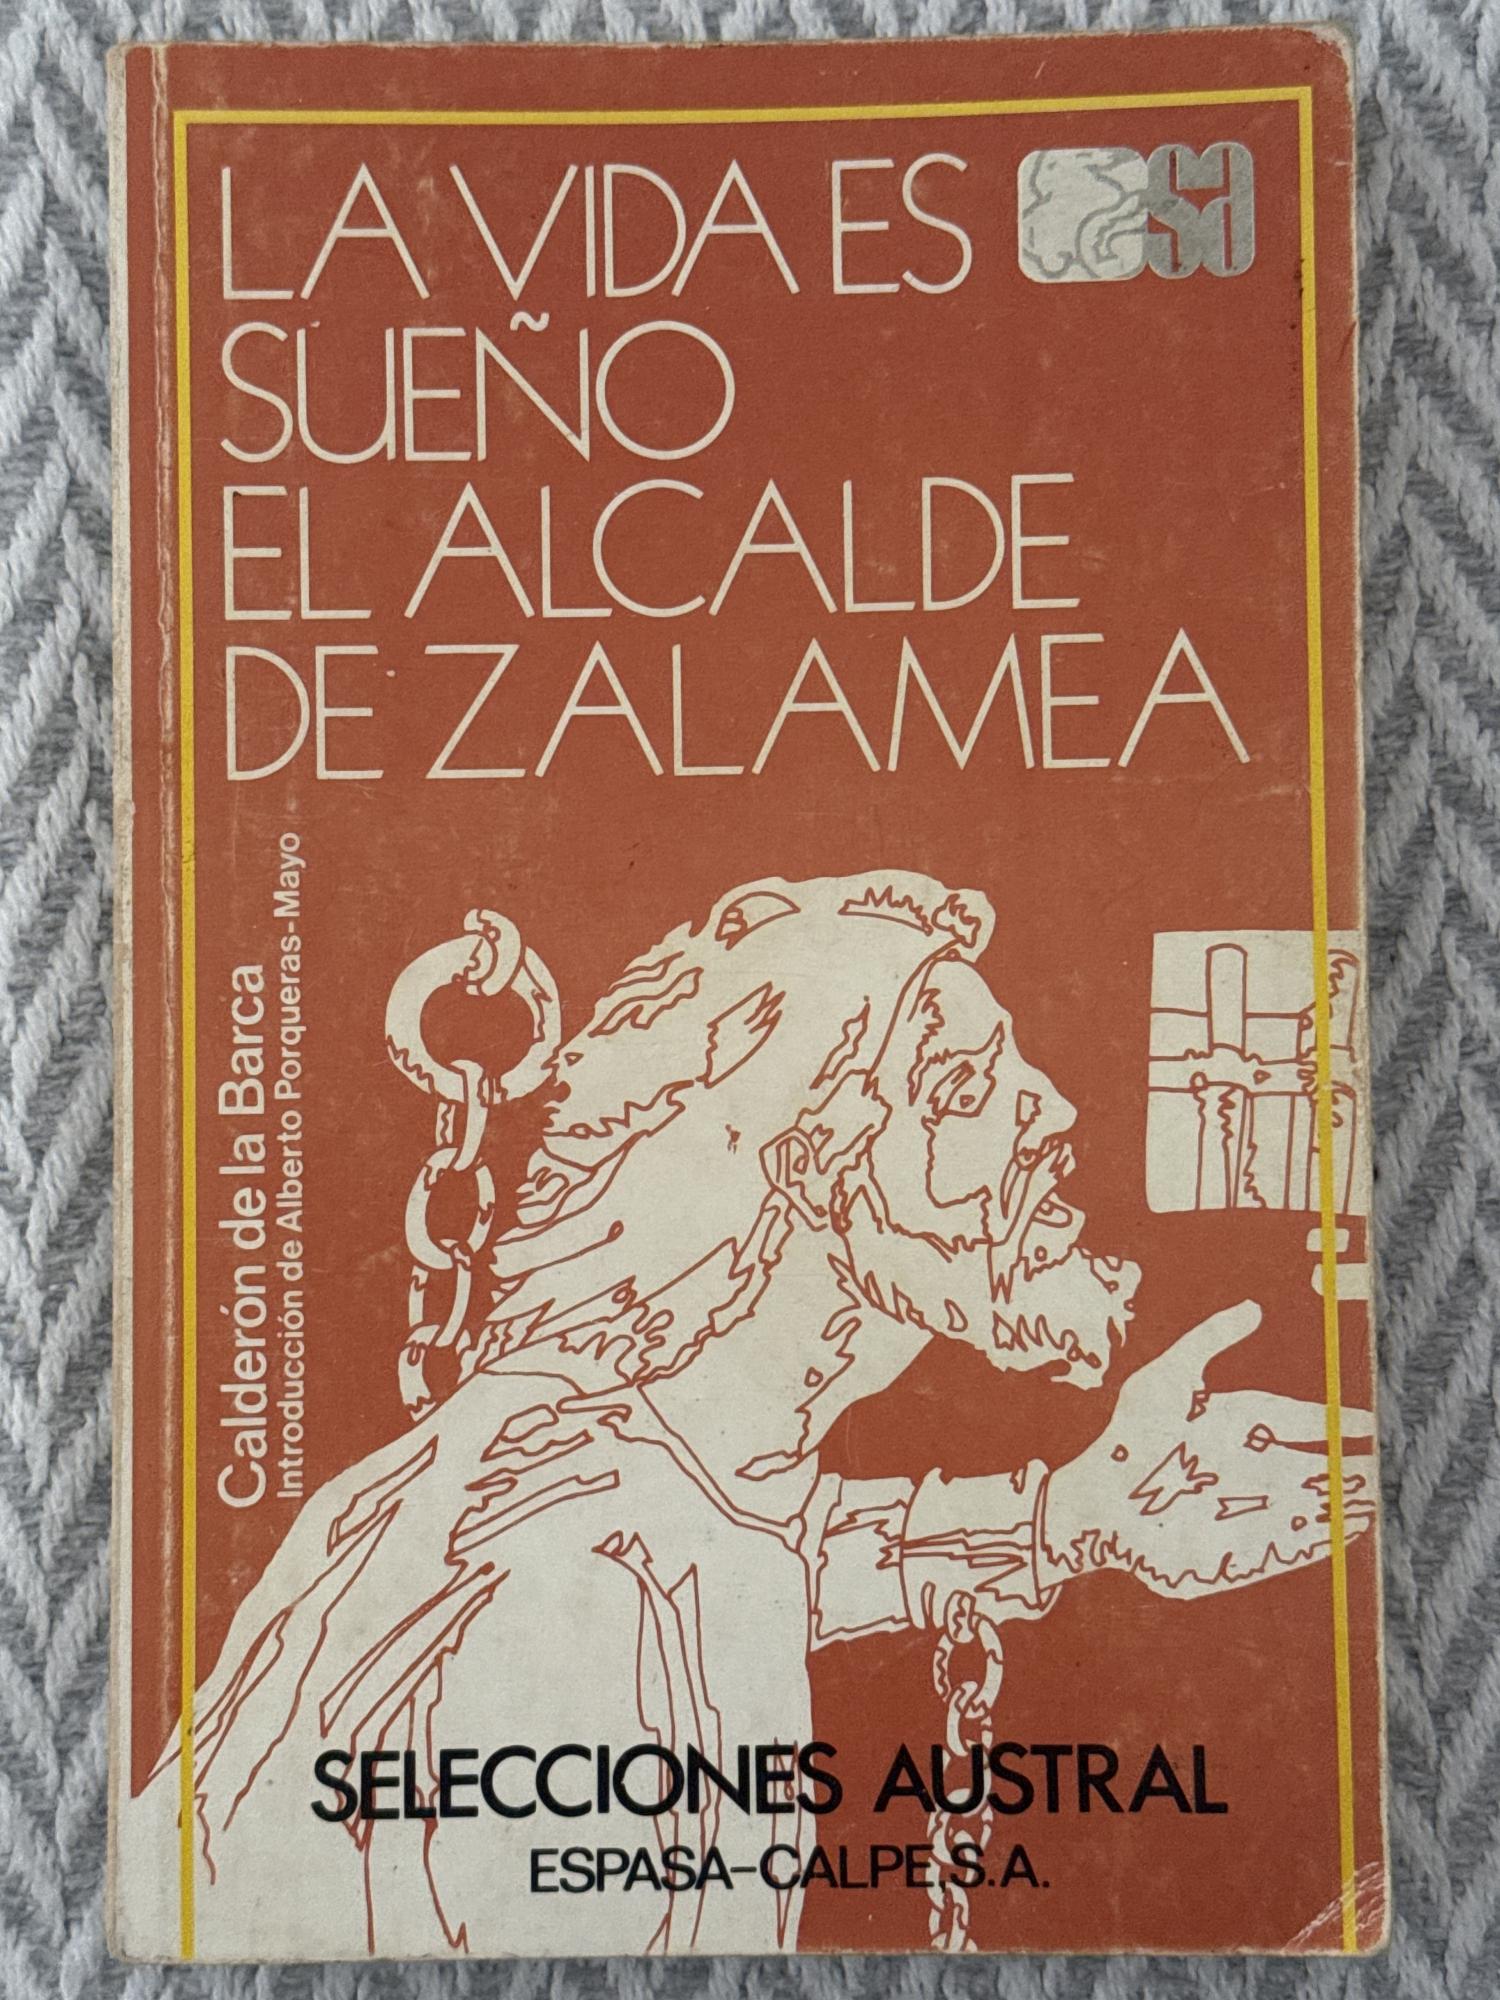 LA VIDA ES
SUEÑO
EL ALCALDE
DE ZALAMEA
Calderón de la Barca
Introducción de Alberto Porqueras-Mayo
SELECCIONES AUSTRAL
ESPASA-CALPE, S.A.